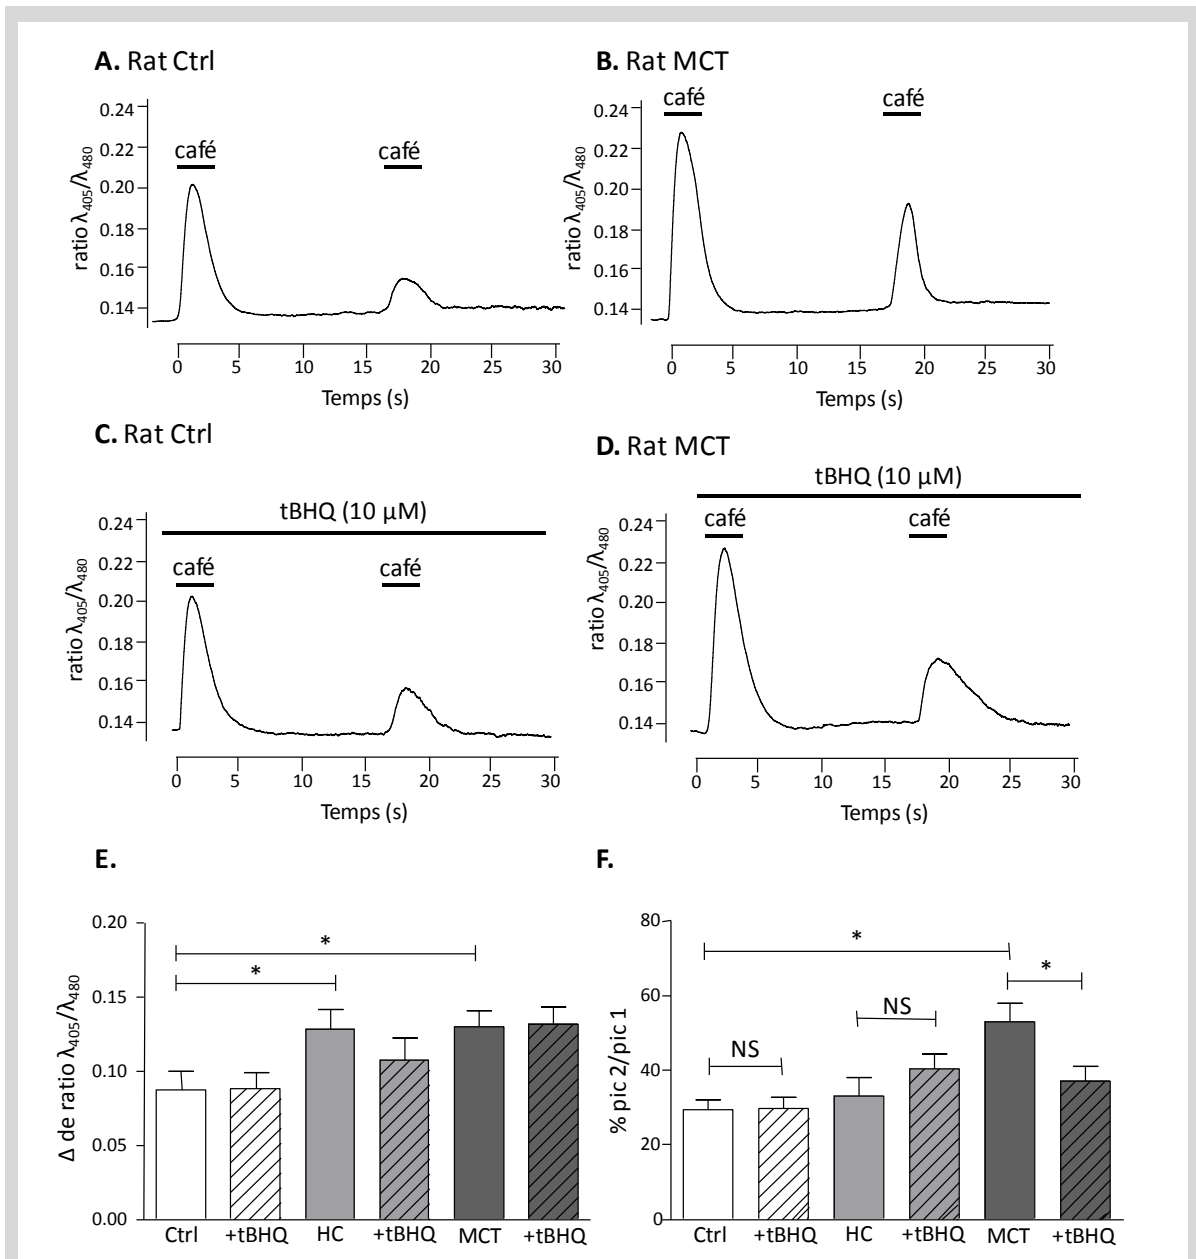 A. Rat Ctrl
B. Rat MCT
café
café
ratio λ405/λ480
0.24
0.22
0.20
0.18
0.16
0.14
0 5 10 15 20 25 30
Temps (s)
café
café
ratio λ405/λ480
0.24
0.22
0.20
0.18
0.16
0.14
0 5 10 15 20 25 30
Temps (s)
C. Rat Ctrl
D. Rat MCT
tBHQ (10 µM)
café
café
ratio λ405/λ480
0.24
0.22
0.20
0.18
0.16
0.14
0 5 10 15 20 25 30
Temps (s)
tBHQ (10 µM)
café
café
ratio λ405/λ480
0.24
0.22
0.20
0.18
0.16
0.14
0 5 10 15 20 25 30
Temps (s)
E.
F.
Δ de ratio λ405/λ480
0.20
0.15
0.10
0.05
0.00
*
*
Ctrl +tBHQ HC +tBHQ MCT +tBHQ
% pic 2/pic 1
80
60
40
20
0
*
*
NS
NS
Ctrl +tBHQ HC +tBHQ MCT +tBHQ